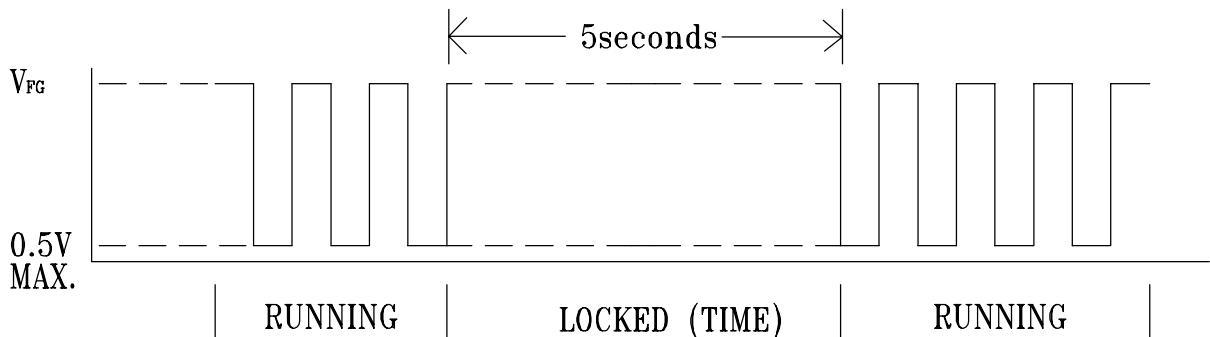 5seconds
VFG
0.5V
MAX.
RUNNING
LOCKED (TIME)
RUNNING